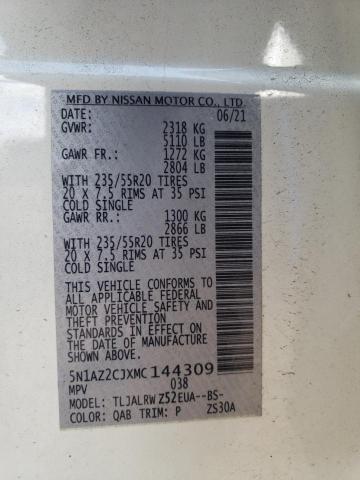 MFD BY NISSAN MOTOR CO., LTD.
DATE: 06/21
GVWR: 2318 KG
5110 LB
GAWR FR.: 1272 KG
2804 LB
WITH 235/55R20 TIRES
20 X 7.5 RIMS AT 35 PSI
COLD SINGLE
GAWR RR.: 1300 KG
2866 LB
WITH 235/55R20 TIRES
20 X 7.5 RIMS AT 35 PSI
COLD SINGLE
THIS VEHICLE CONFORMS TO
ALL APPLICABLE FEDERAL
MOTOR VEHICLE SAFETY AND
THEFT PREVENTION
STANDARDS IN EFFECT ON
THE DATE OF MANUFACTURE
SHOWN ABOVE.
5N1AZ2CJXMC144309
MPV 038
MODEL: TLJALRWZ52EUA--BS-
COLOR: QAB TRIM: P ZS30A